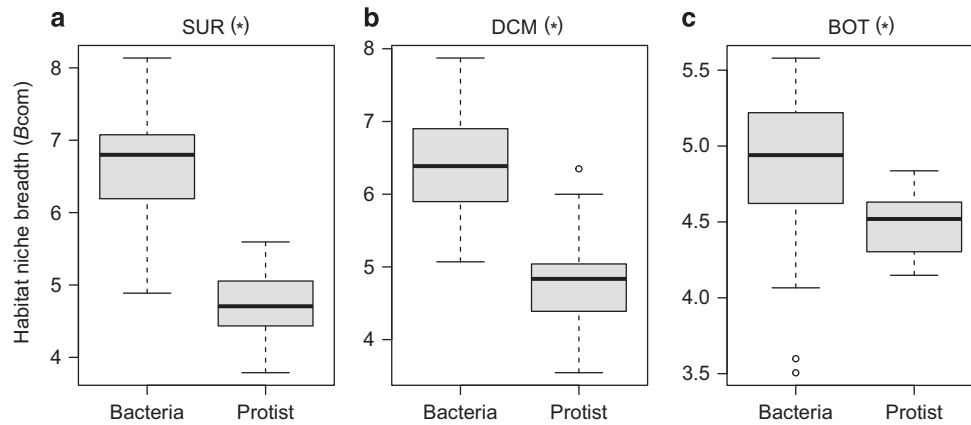 a
SUR (*)
b
DCM (*)
c
BOT (*)
Habitat niche breadth (Bcom)
8
7
6
5
4
8
7
6
5
4
5.5
5.0
4.5
4.0
3.5
Bacteria
Protist
Bacteria
Protist
Bacteria
Protist